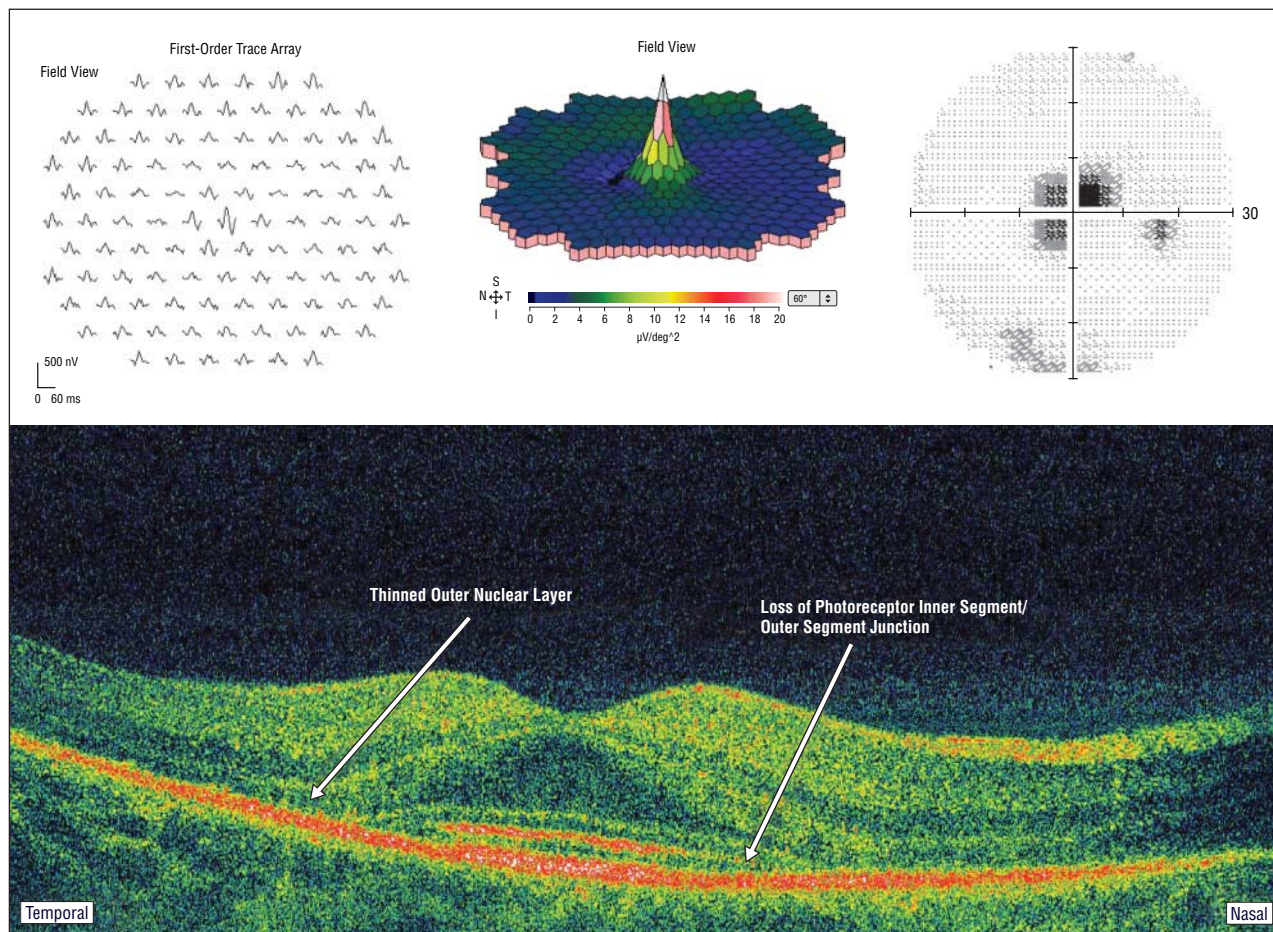 First-Order Trace Array
Field View
500 nV
0 60 ms
Field View
S
N T
I
0 2 4 6 8 10 12 14 16 18 20
µV/deg^2
60°
30
Thinned Outer Nuclear Layer
Loss of Photoreceptor Inner Segment/
Outer Segment Junction
Temporal
Nasal